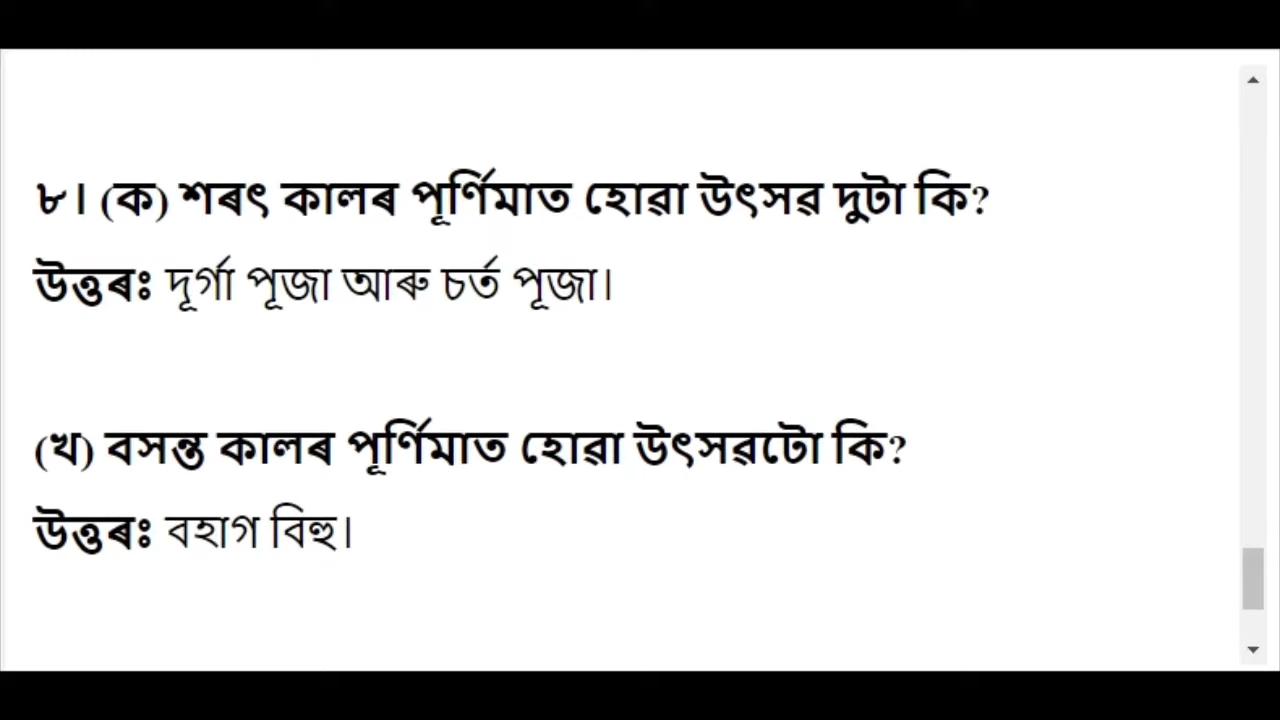 ৮। (ক) শৰৎ কালৰ পূৰ্ণিমাত হোৱা উৎসৱ দুটা কি?
উত্তৰঃ দূৰ্গা পূজা আৰু চৰ্ত পূজা।
(খ) বসন্ত কালৰ পূৰ্ণিমাত হোৱা উৎসৱটো কি?
উত্তৰঃ বহাগ বিহু।